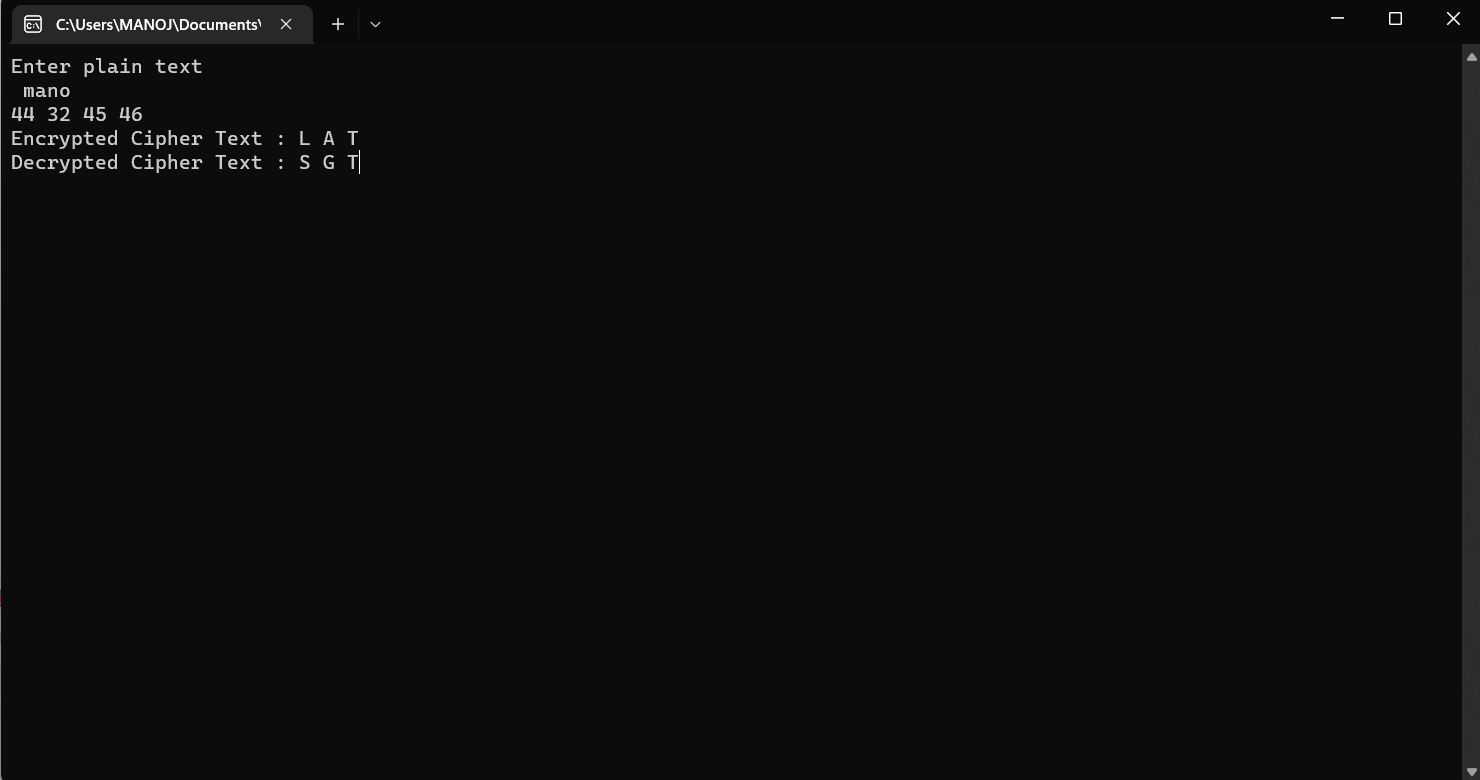 C:\Users\MANOJ\Documents\
Enter plain text
mano
44 32 45 46
Encrypted Cipher Text : L A T
Decrypted Cipher Text : S G T